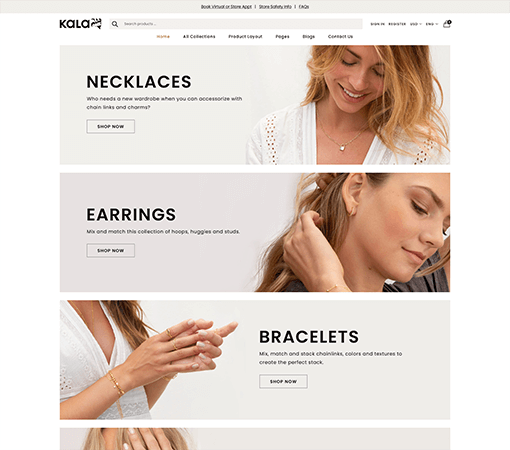 Book Virtual or Store Appt | Store Safety Info | FAQs
KALA
Search products ...
SIGN IN REGISTER USD ENG 0
Home All Collections Product Layout Pages Blogs Contact Us
NECKLACES
Who needs a new wardrobe when you can accessorize with
chain links and charms?
SHOP NOW
EARRINGS
Mix and match this collection of hoops, huggies and studs.
SHOP NOW
BRACELETS
Mix, match and stack chainlinks, colors and textures to
create the perfect stack.
SHOP NOW